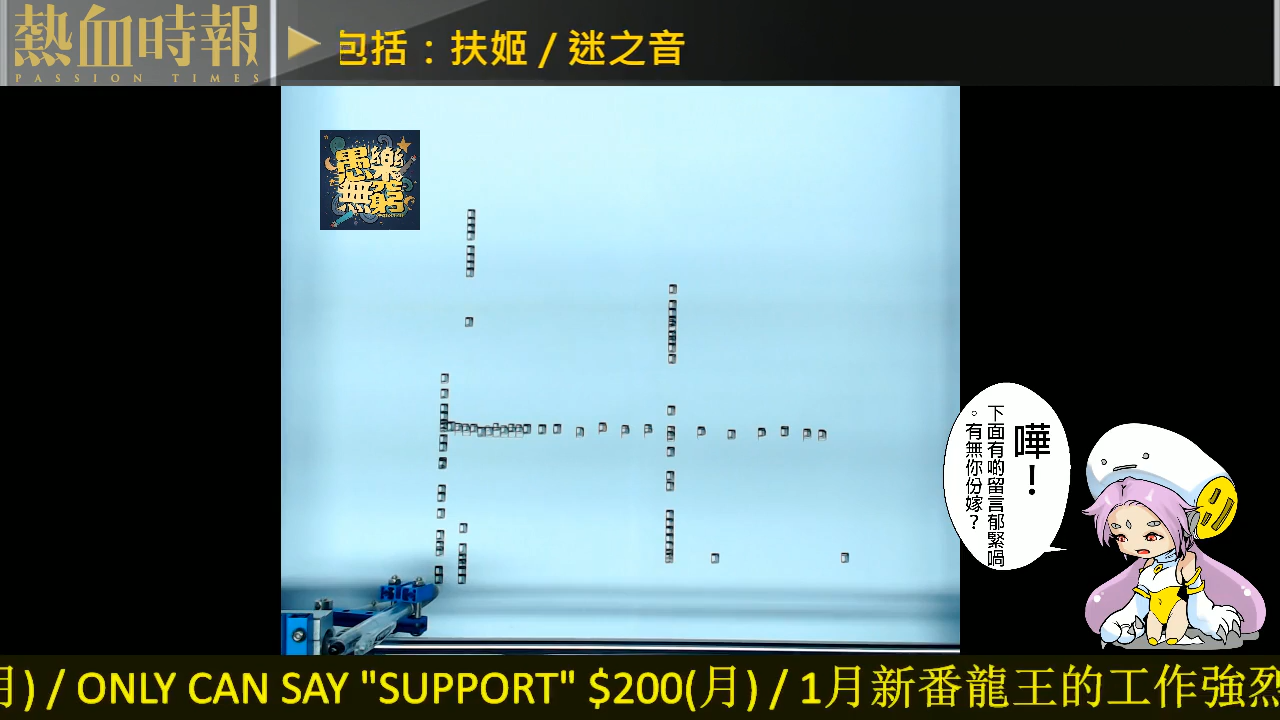 熱血時報
PASSION TIMES
包括：扶姬 / 迷之音
愚樂
無窮
嘩！
下面有啲留言郁緊喎
。有無你份嫁？
月) / ONLY CAN SAY "SUPPORT" $200(月) / 1月新番龍王的工作強烈